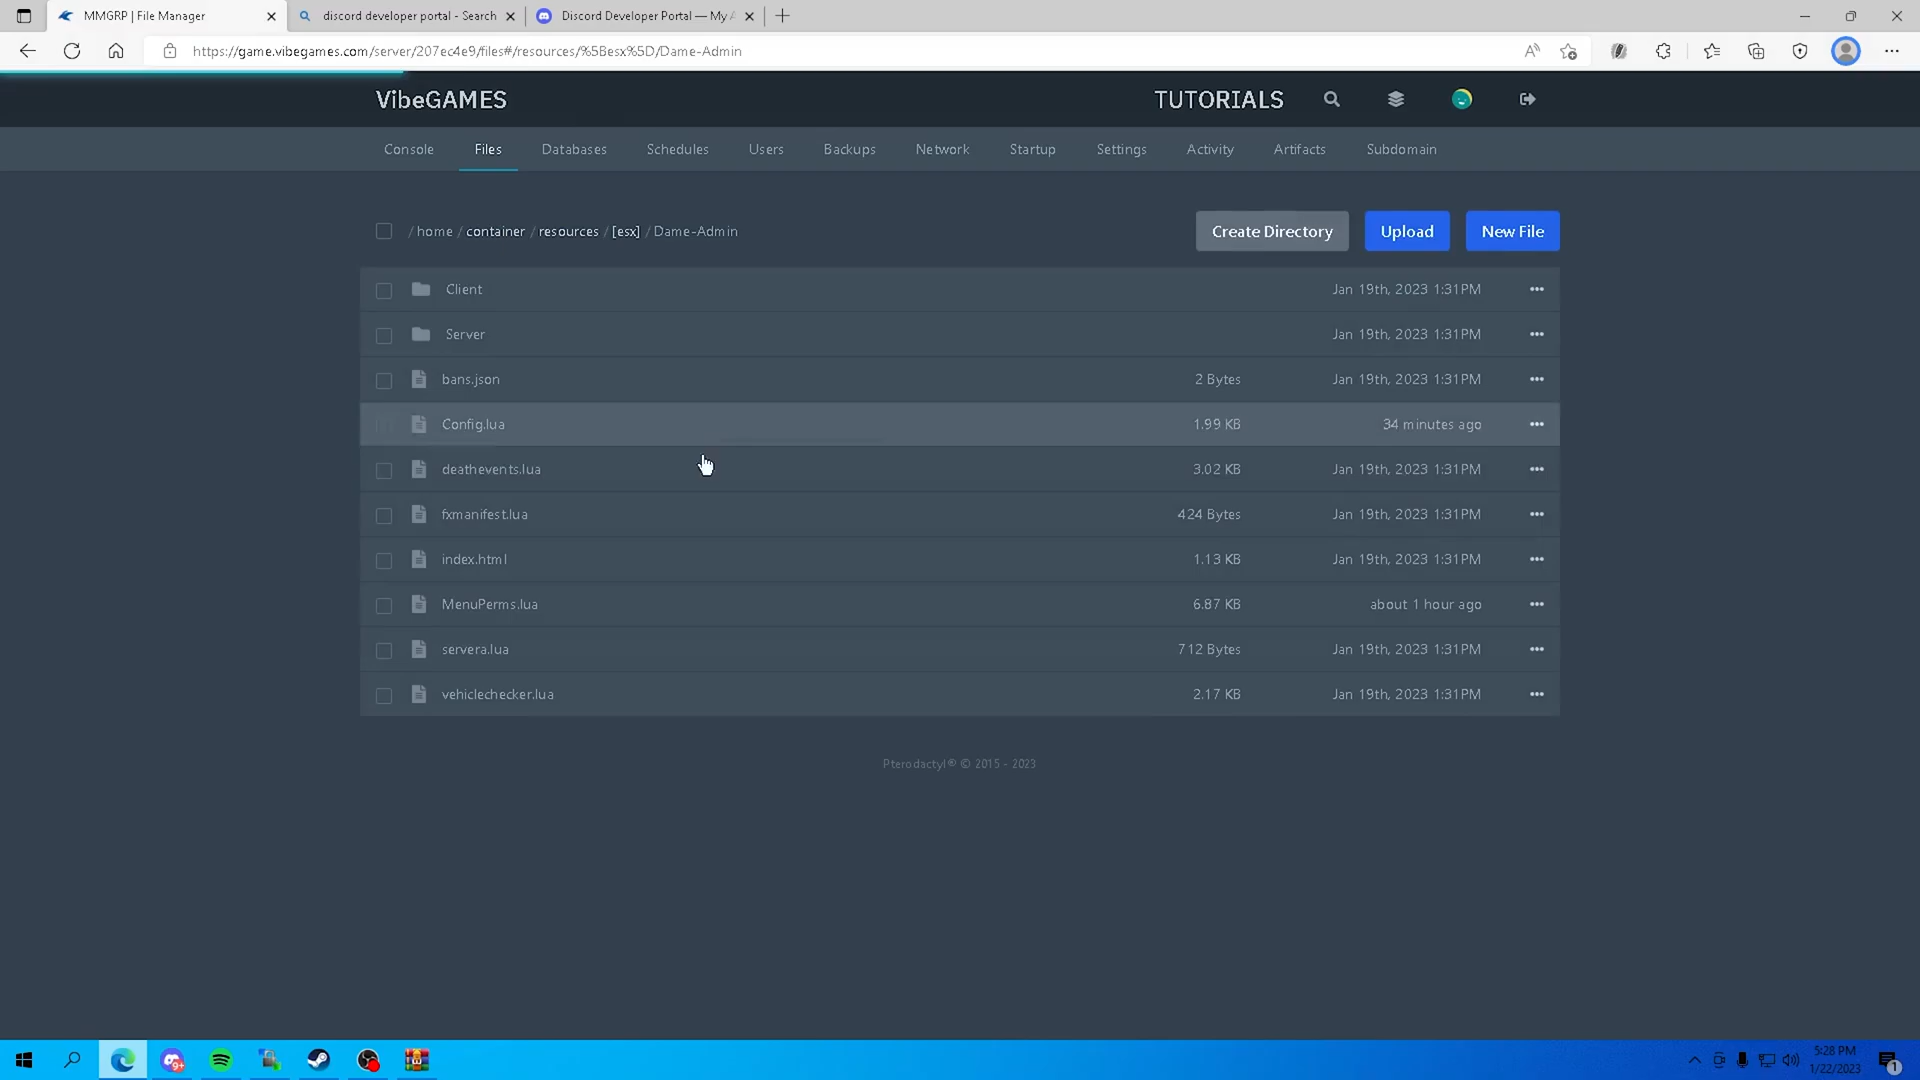 MMGRP | File Manager
discord developer portal - Search
Discord Developer Portal — My A
https://game.vibegames.com/server/207ec4e9/files#/resources/%5Besx%5D/Dame-Admin
VibeGAMES
TUTORIALS
Console Files Databases Schedules Users Backups Network Startup Settings Activity Artifacts Subdomain
/ home / container / resources / [esx] / Dame-Admin
Create Directory Upload New File
Client Jan 19th, 2023 1:31PM
Server Jan 19th, 2023 1:31PM
bans.json 2 Bytes Jan 19th, 2023 1:31PM
Config.lua 1.99 KB 34 minutes ago
deathevents.lua 3.02 KB Jan 19th, 2023 1:31PM
fxmanifest.lua 424 Bytes Jan 19th, 2023 1:31PM
index.html 1.13 KB Jan 19th, 2023 1:31PM
MenuPerms.lua 6.87 KB about 1 hour ago
servera.lua 712 Bytes Jan 19th, 2023 1:31PM
vehiclechecker.lua 2.17 KB Jan 19th, 2023 1:31PM
Pterodactyl® © 2015 - 2023
9+
5:28 PM
1/22/2023
1